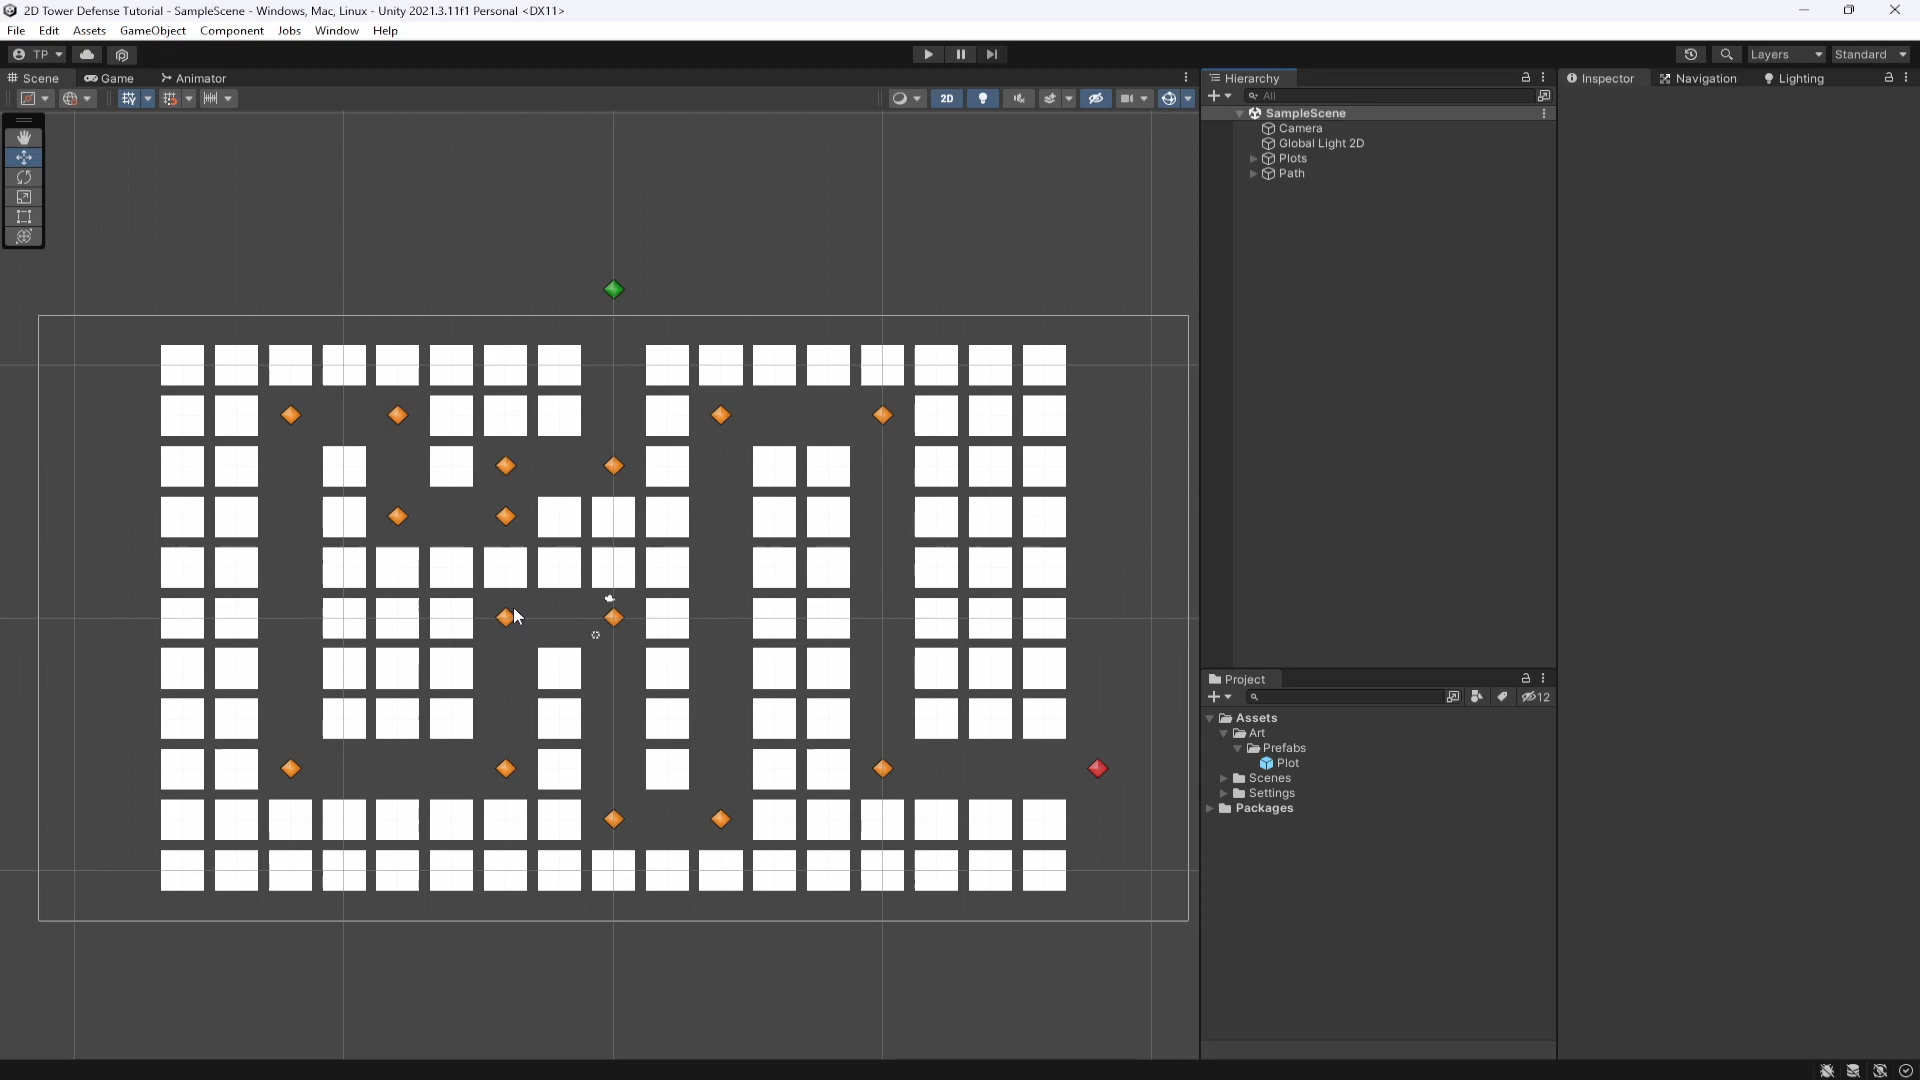 2D Tower Defense Tutorial - SampleScene - Windows, Mac, Linux - Unity 2021.3.11f1 Personal <DX11>
File Edit Assets GameObject Component Jobs Window Help
TP Layers Standard
Scene Game Animator Hierarchy Inspector Navigation Lighting
2D All
SampleScene
Camera
Global Light 2D
Plots
Path
Project
12
Assets
Art
Prefabs
Plot
Scenes
Settings
Packages